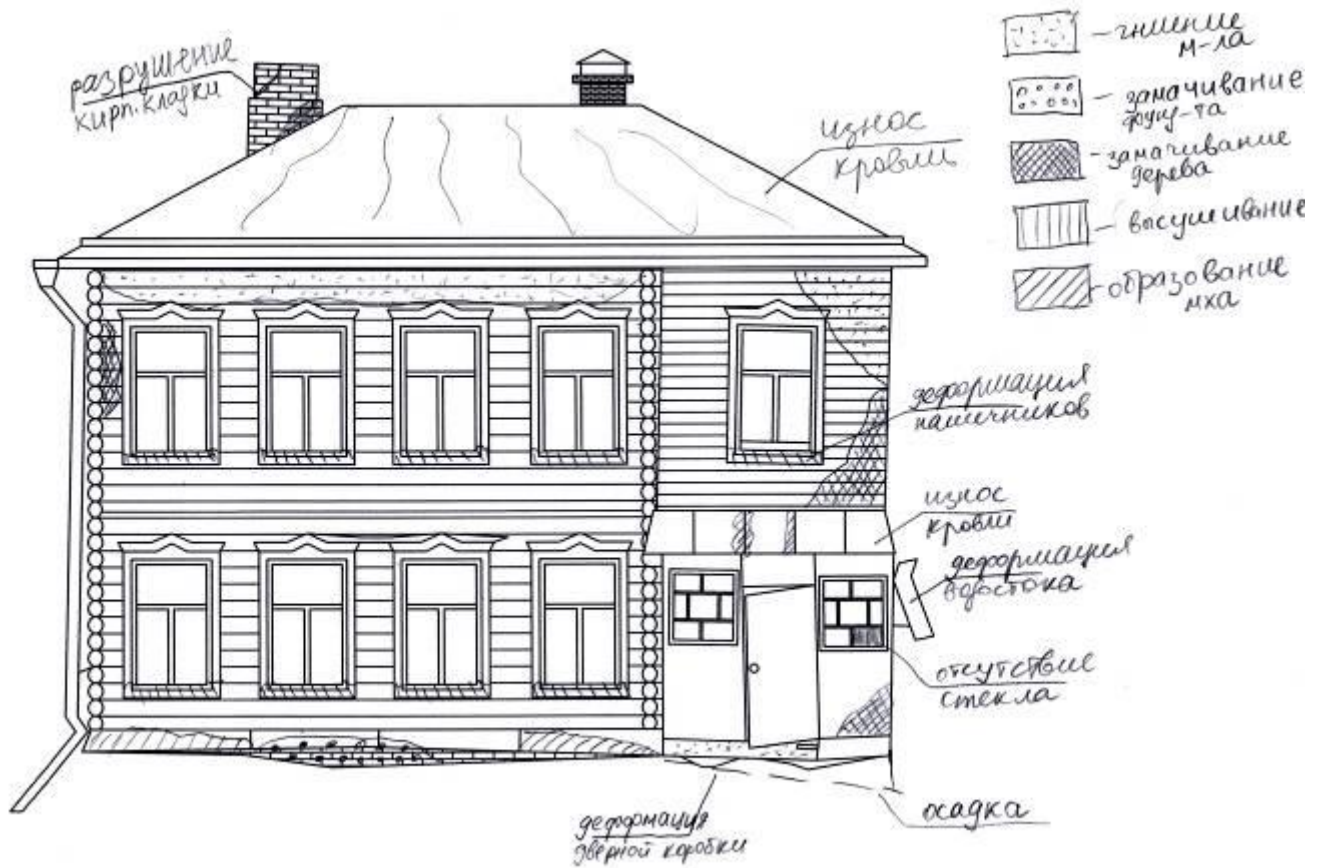 разрушение
кирп. кладки
износ
кровли
- гниение
м-ла
- замачивание
фунд-та
- замачивание
дерева
- высушивание
- образование
мха
деформация
наличников
износ
кровли
деформация
водостока
отсутствие
стекла
осадка
деформация
дверной коробки